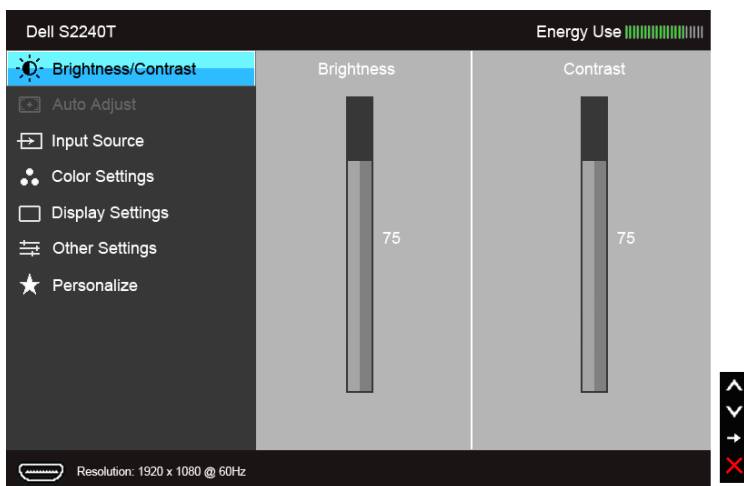 Dell S2240T
Energy Use
Brightness/Contrast
Auto Adjust
Input Source
Color Settings
Display Settings
Other Settings
Personalize
Brightness
75
Contrast
75
Resolution: 1920 x 1080 @ 60Hz